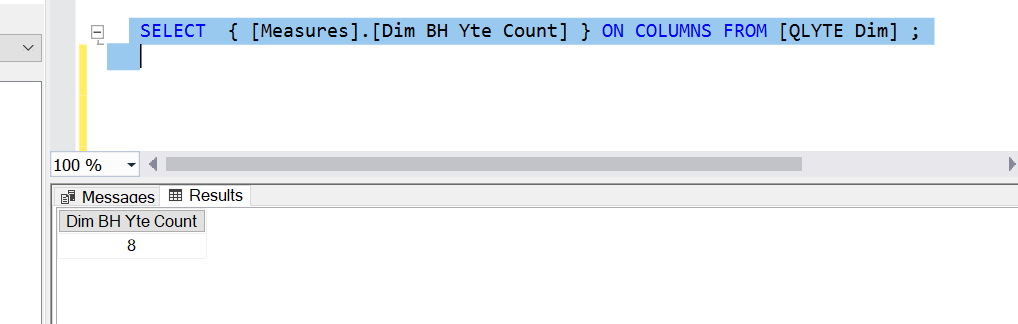 SELECT { [Measures].[Dim BH Yte Count] } ON COLUMNS FROM [QLYTE Dim] ;
100 %
Messages Results
Dim BH Yte Count
8